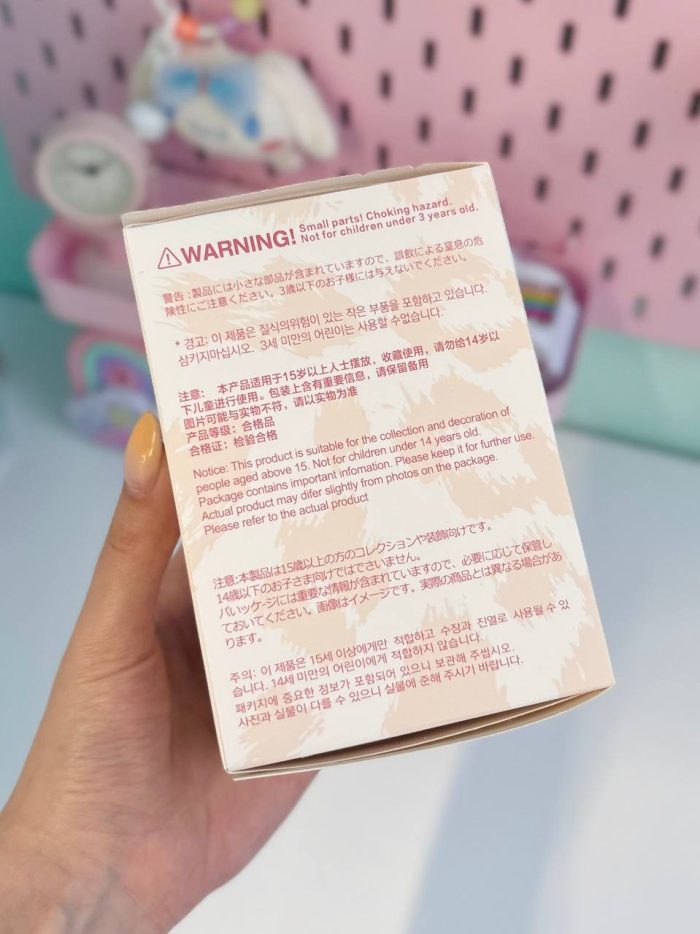 WARNING!
Small parts! Choking hazard.
Not for children under 3 years old.
警告:製品には小さな部品が含まれていますので、誤飲による窒息の危
険性にご注意ください。3歳以下のお子様には与えないでください。
* 경고: 이 제품은 질식의위험이 있는 작은 부품을 포함하고 있습니다.
삼키지마십시오. 3세 미만의 어린이는 사용할 수없습니다.
注意: 本产品适用于15岁以上人士摆放,收藏使用,请勿给14岁以
下儿童进行使用。包装上含有重要信息,请保留备用
图片可能与实物不符,请以实物为准
产品等级:合格品
合格证:检验合格
Notice: This product is suitable for the collection and decoration of
people aged above 15. Not for children under 14 years old.
Package contains important infomation. Please keep it for further use.
Actual product may difer slightly from photos on the package.
Please refer to the actual product
注意:本製品は15歳以上の方のコレクションや装飾向けです。
14歳以下のお子さま向けではでさいません。
パいッケ-ジには重要な情報が含まれていますので、必要に応じて保管し
ておいてください。画像はイメージです。実際の商品とは異なる場合があ
ります。
주의: 이 제품은 15세 이상에게만 적합하고 수장과 진열로 사용될 수 있
습니다. 14세 미만의 어린이에게 적합하지 않습니다.
패키지에 중요한 정보가 포함되어 있으니 보관해 주씹시오.
사진과 실물이 다를 수 있으니 실물에 준해 주시기 바랍니다.